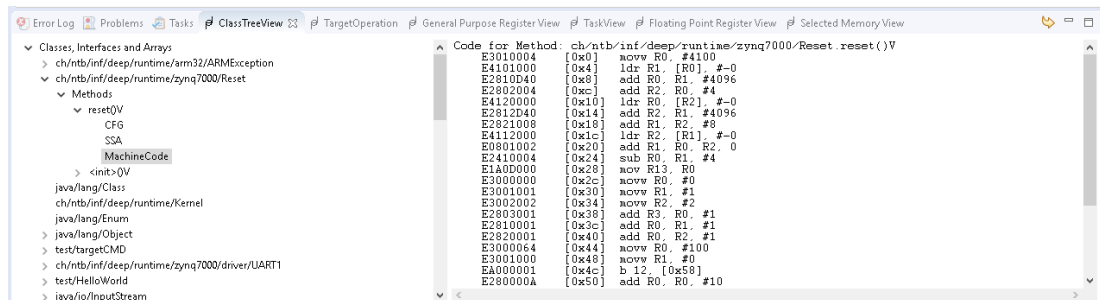 Error Log Problems Tasks ClassTreeView TargetOperation General Purpose Register View TaskView Floating Point Register View Selected Memory View
Classes, Interfaces and Arrays
ch/ntb/inf/deep/runtime/arm32/ARMException
ch/ntb/inf/deep/runtime/zynq7000/Reset
Methods
reset()V
CFG
SSA
MachineCode
<init>()V
java/lang/Class
ch/ntb/inf/deep/runtime/Kernel
java/lang/Enum
java/lang/Object
test/targetCMD
ch/ntb/inf/deep/runtime/zynq7000/driver/UART1
test/HelloWorld
java/io/InputStream
Code for Method: ch/ntb/inf/deep/runtime/zynq7000/Reset.reset()V
E3010004 [0x0] movw R0, #4100
E4101000 [0x4] ldr R1, [R0], #-0
E2810D40 [0x8] add R0, R1, #4096
E2802004 [0xc] add R2, R0, #4
E4120000 [0x10] ldr R0, [R2], #-0
E2812D40 [0x14] add R2, R1, #4096
E2821008 [0x18] add R1, R2, #8
E4112000 [0x1c] ldr R2, [R1], #-0
E0801002 [0x20] add R1, R0, R2, 0
E2410004 [0x24] sub R0, R1, #4
E1A0D000 [0x28] mov R13, R0
E3000000 [0x2c] movw R0, #0
E3001001 [0x30] movw R1, #1
E3002002 [0x34] movw R2, #2
E2803001 [0x38] add R3, R0, #1
E2810001 [0x3c] add R0, R1, #1
E2820001 [0x40] add R0, R2, #1
E3000064 [0x44] movw R0, #100
E3001000 [0x48] movw R1, #0
EA000001 [0x4c] b 12, [0x58]
E280000A [0x50] add R0, R0, #10